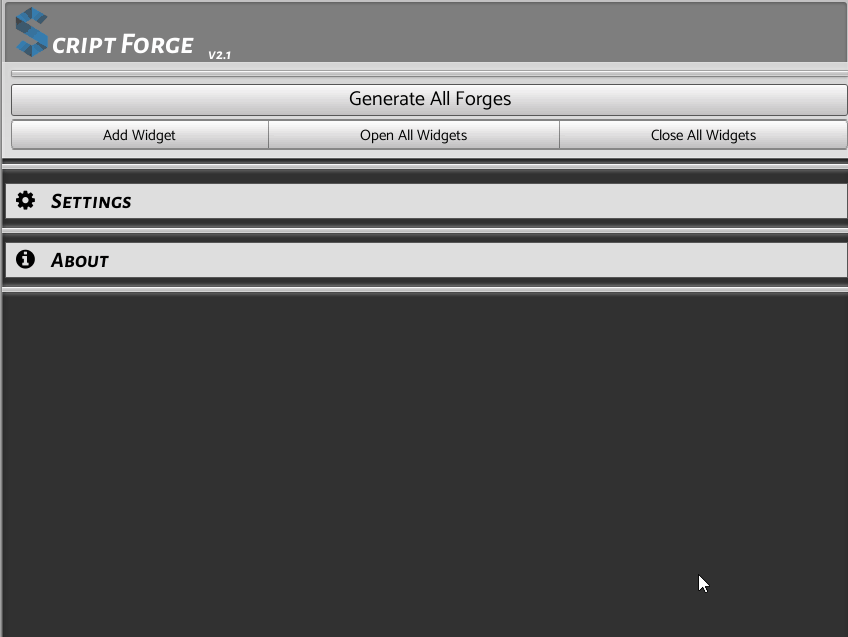 Script Forge v2.1
Generate All Forges
Add Widget Open All Widgets Close All Widgets
Settings
About